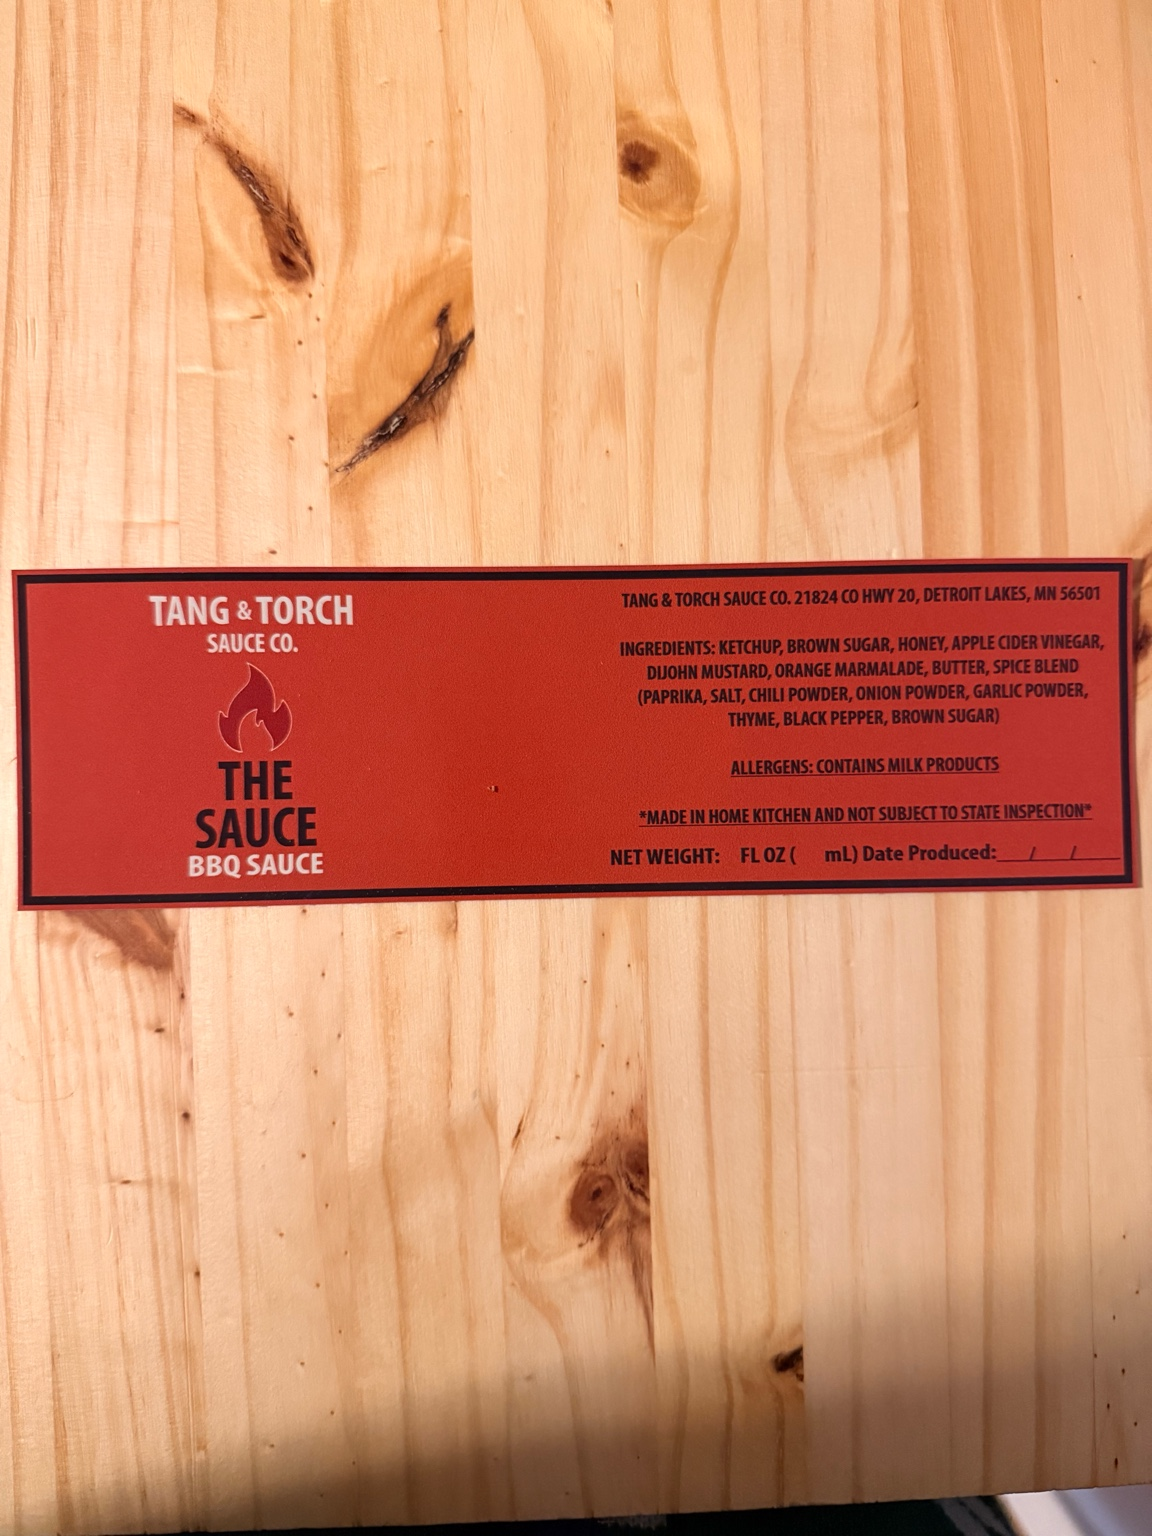 TANG & TORCH
SAUCE CO.
THE
SAUCE
BBQ SAUCE
TANG & TORCH SAUCE CO. 21824 CO HWY 20, DETROIT LAKES, MN 56501
INGREDIENTS: KETCHUP, BROWN SUGAR, HONEY, APPLE CIDER VINEGAR,
DIJOHN MUSTARD, ORANGE MARMALADE, BUTTER, SPICE BLEND
(PAPRIKA, SALT, CHILI POWDER, ONION POWDER, GARLIC POWDER,
THYME, BLACK PEPPER, BROWN SUGAR)
ALLERGENS: CONTAINS MILK PRODUCTS
*MADE IN HOME KITCHEN AND NOT SUBJECT TO STATE INSPECTION*
NET WEIGHT: FL OZ ( mL) Date Produced:___/___/____